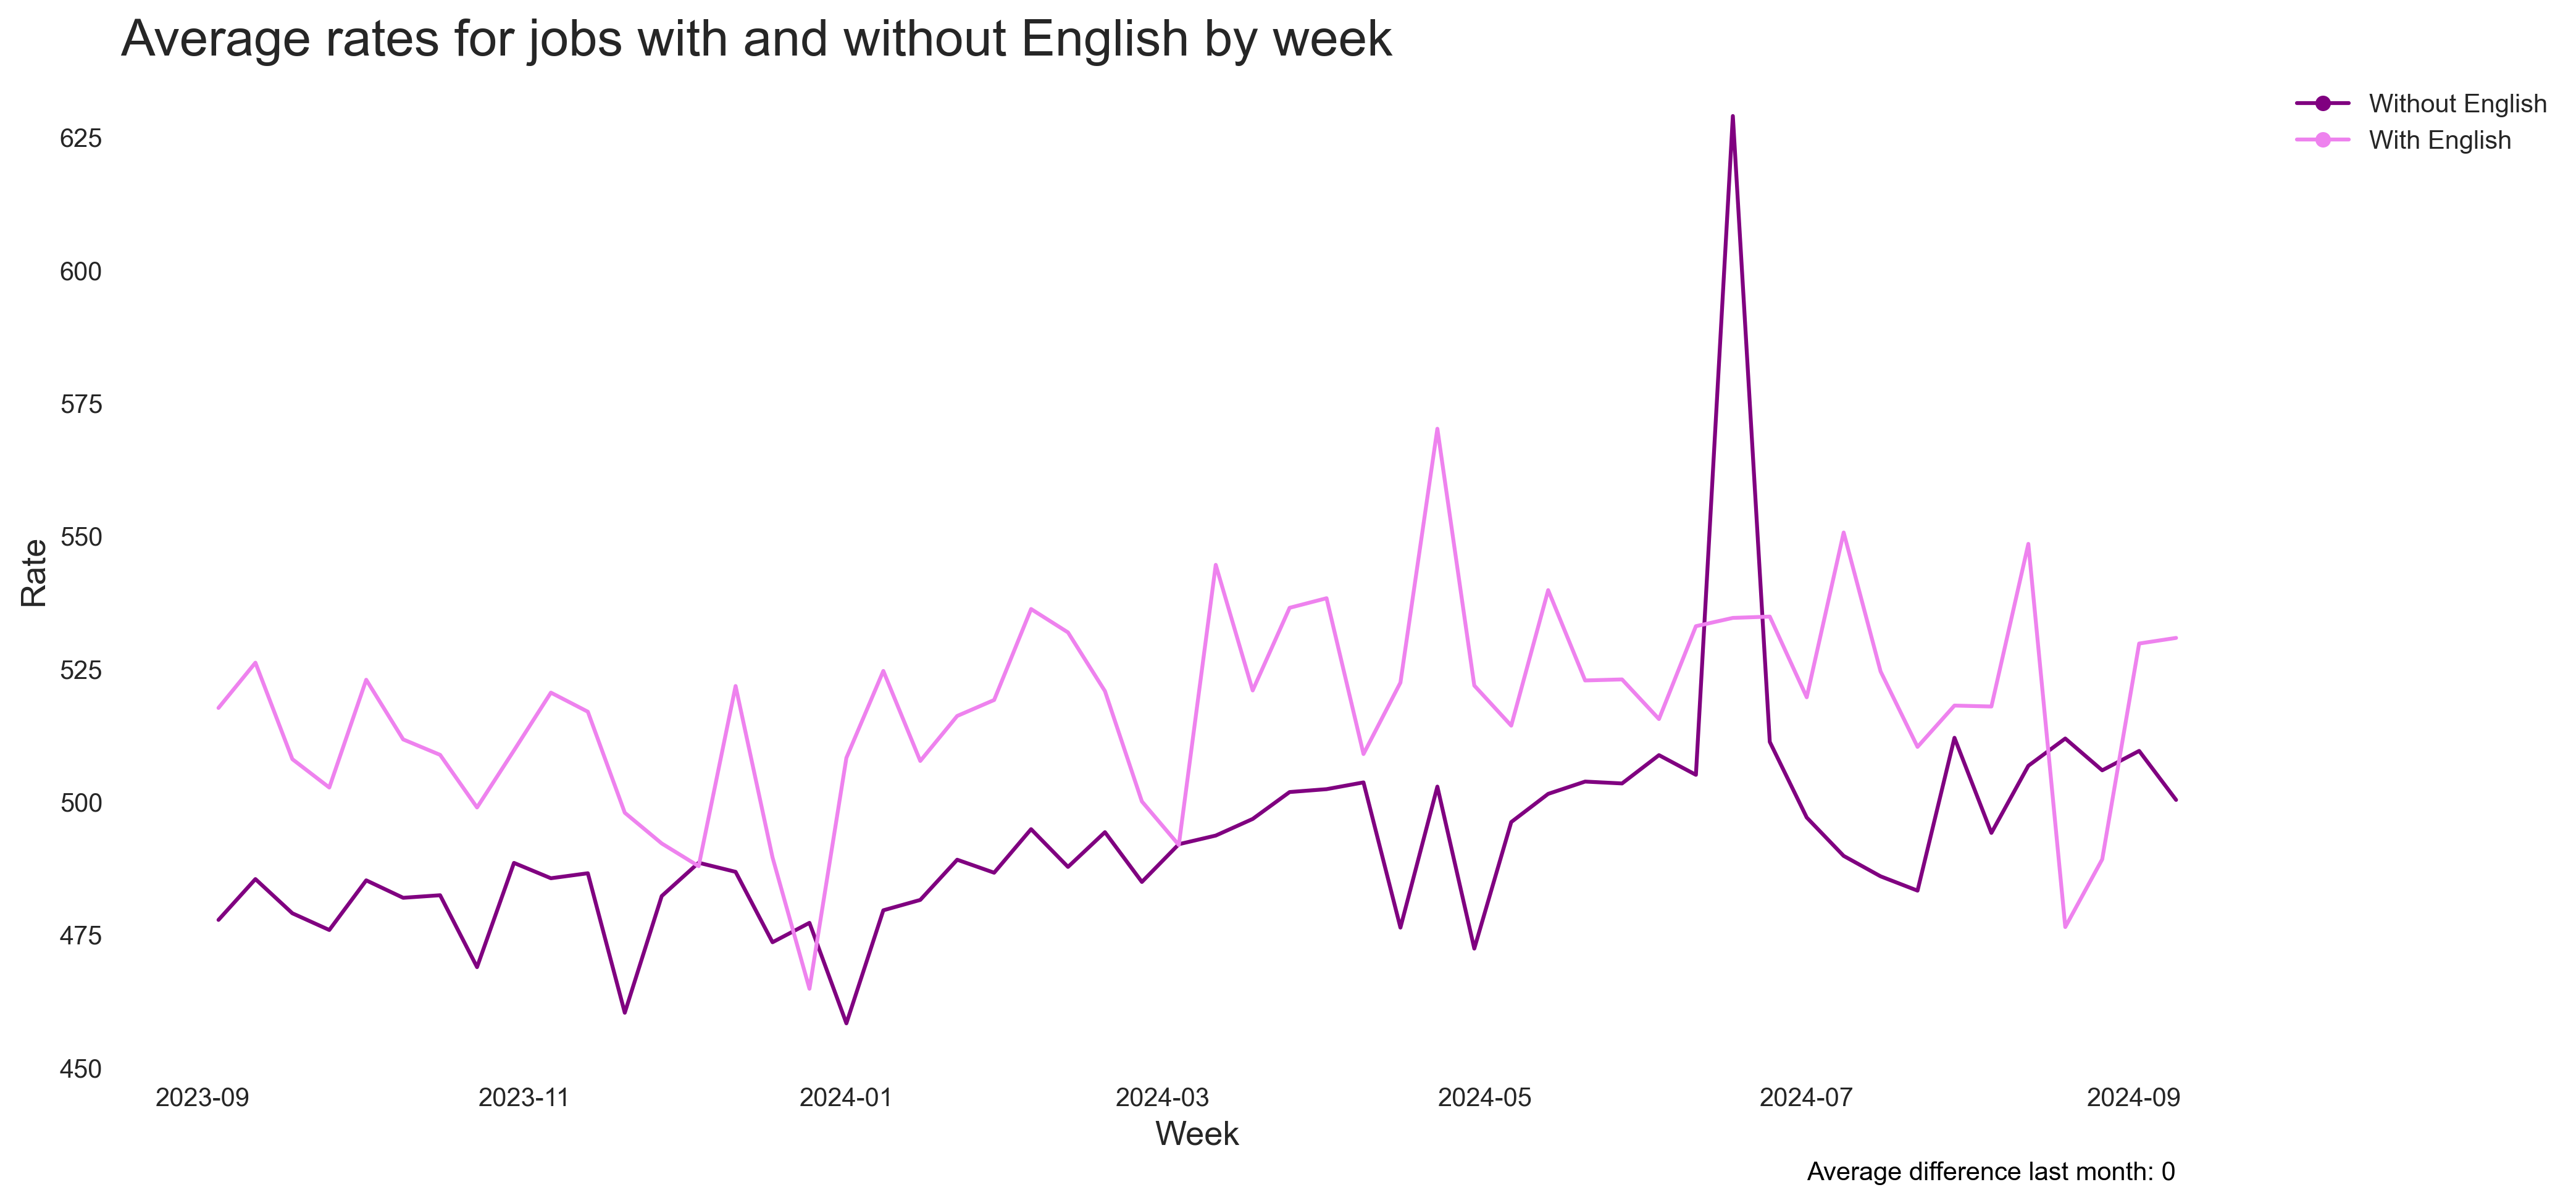 Average rates for jobs with and without English by week
Without English
With English
625
600
575
550
525
500
475
450
Rate
2023-09
2023-11
2024-01
2024-03
2024-05
2024-07
2024-09
Week
Average difference last month: 0